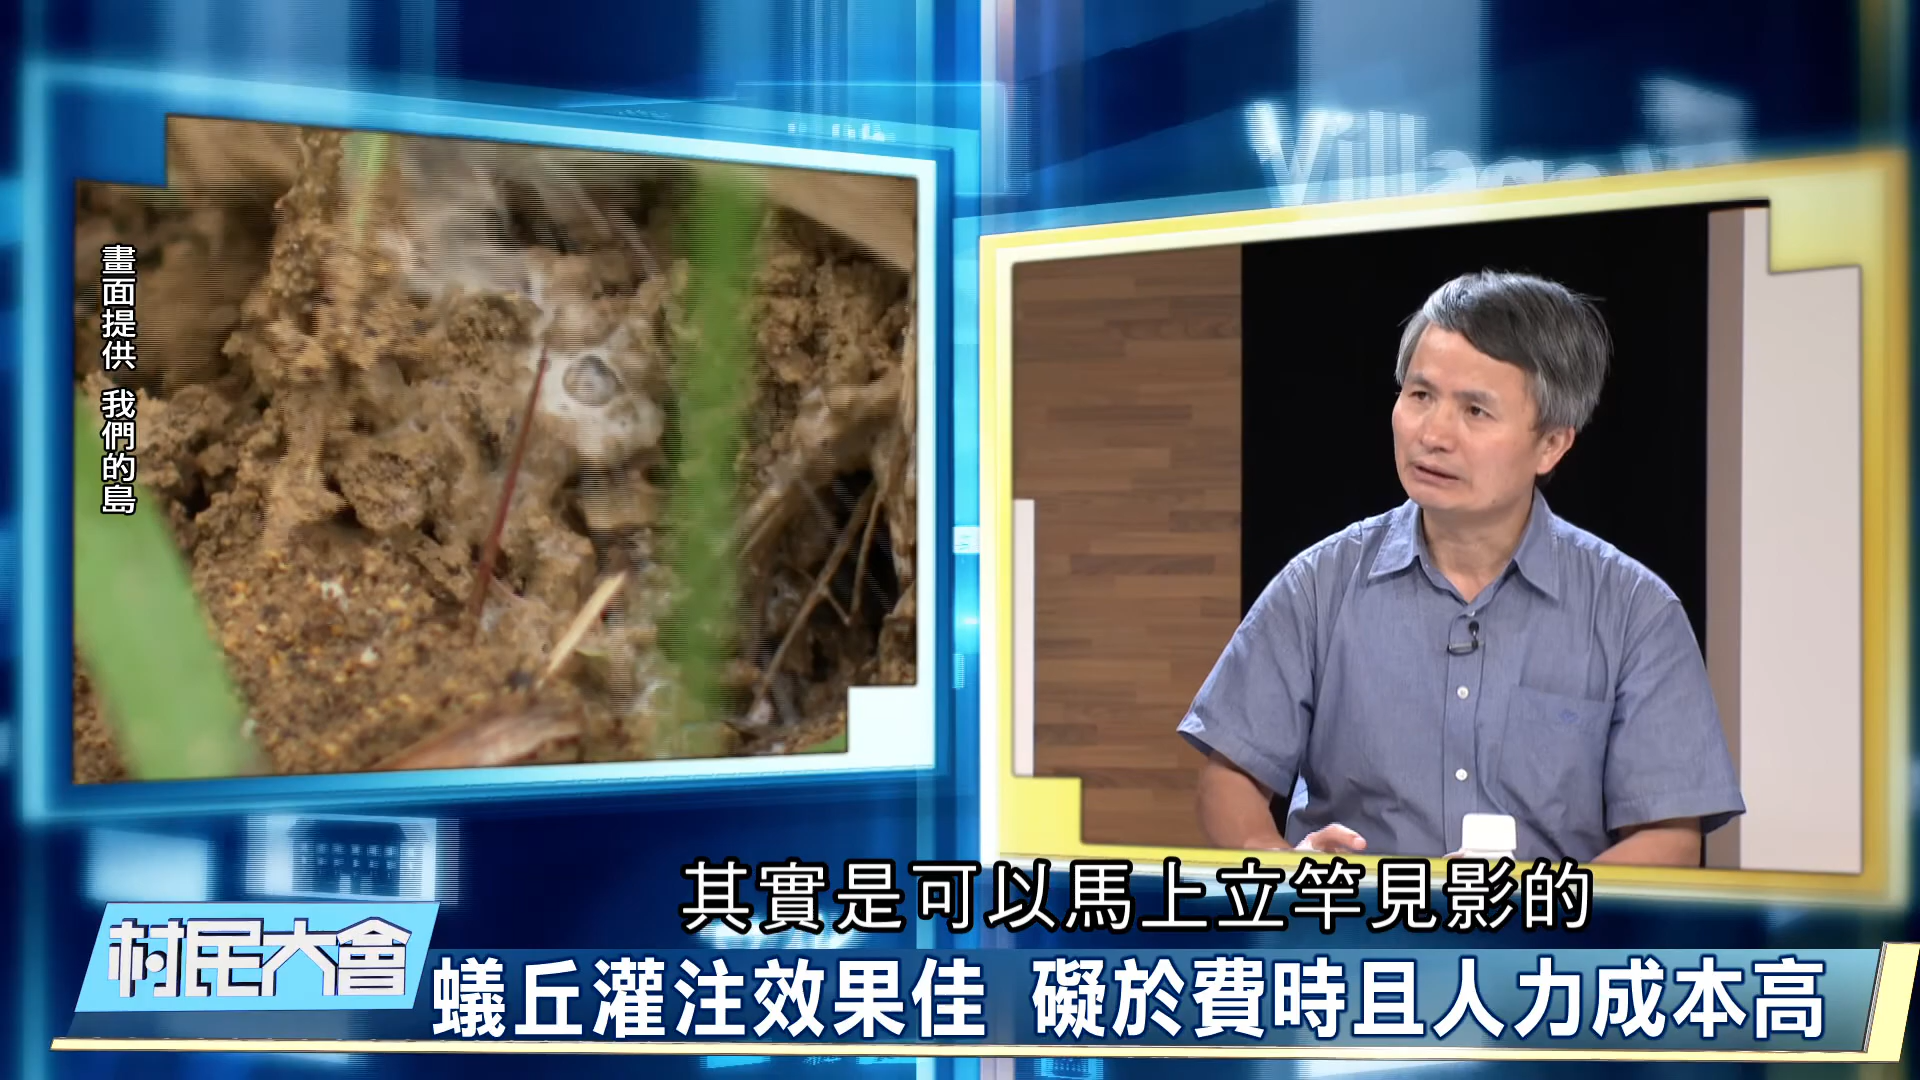 Village
畫面提供 我們的島
其實是可以馬上立竿見影的
村民大會
蟻丘灌注效果佳 礙於費時且人力成本高